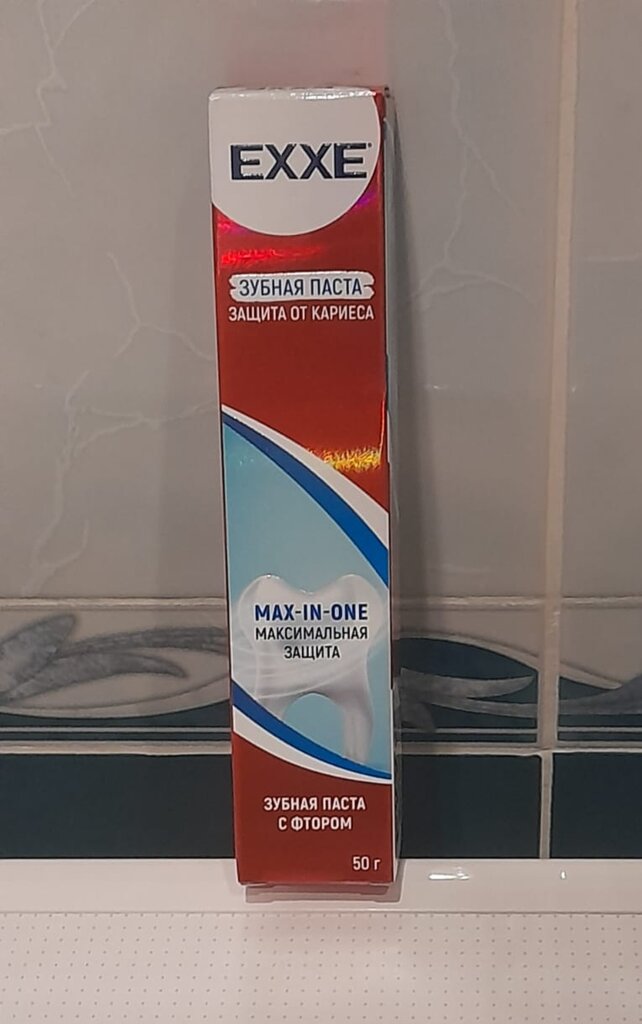 EXXE
ЗУБНАЯ ПАСТА
ЗАЩИТА ОТ КАРИЕСА
MAX-IN-ONE
МАКСИМАЛЬНАЯ
ЗАЩИТА
ЗУБНАЯ ПАСТА
С ФТОРОМ
50 г